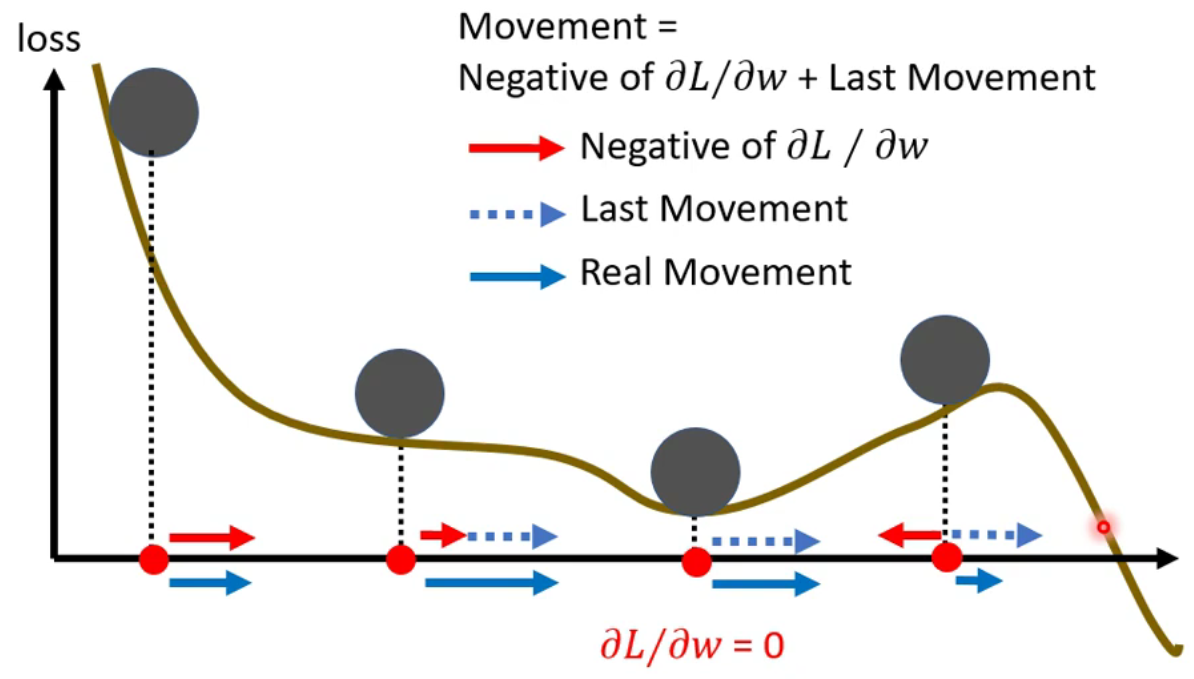 loss
Movement =
Negative of ∂L/∂w + Last Movement
Negative of ∂L / ∂w
Last Movement
Real Movement
∂L/∂w = 0